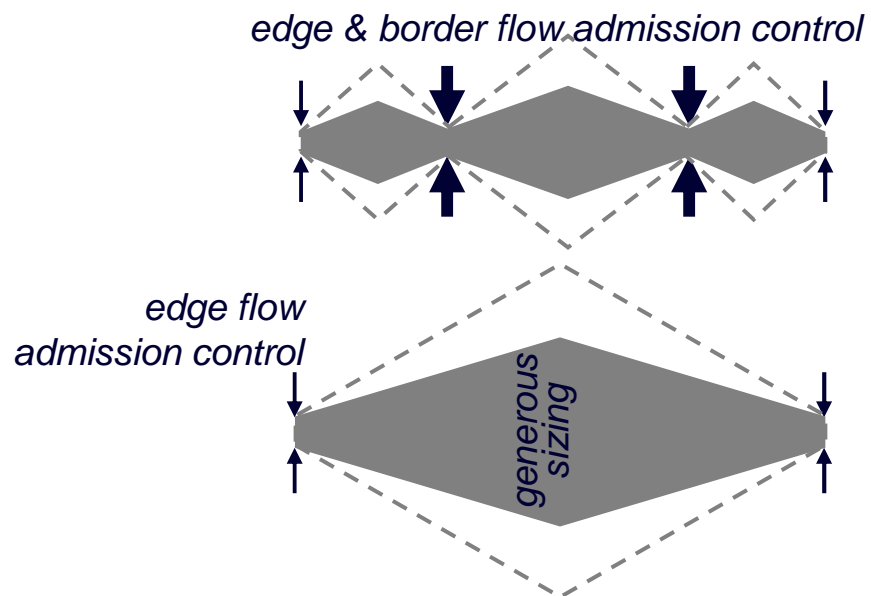 edge & border flow admission control
edge flow
admission control
generous
sizing